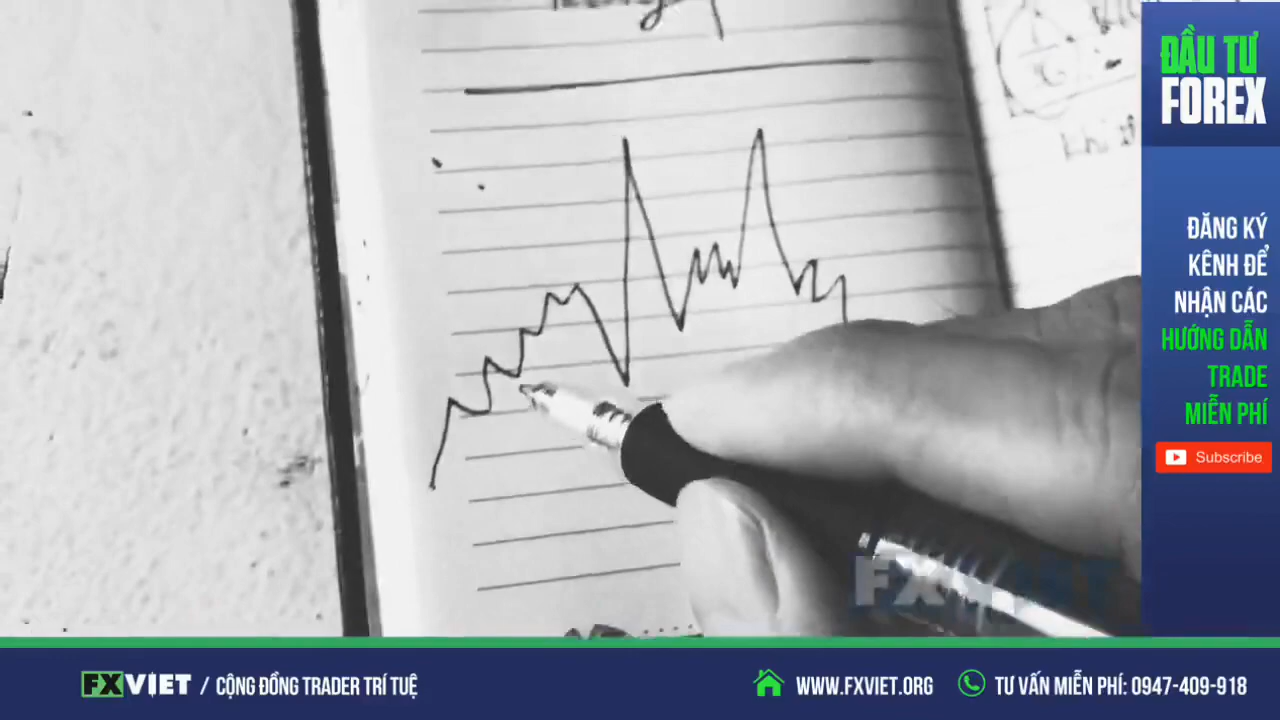 ĐẦU TƯ
FOREX
ĐĂNG KÝ
KÊNH ĐỂ
NHẬN CÁC
HƯỚNG DẪN
TRADE
MIỄN PHÍ
Subscribe
FXVIET
FXVIET / CỘNG ĐỒNG TRADER TRÍ TUỆ
WWW.FXVIET.ORG
TƯ VẤN MIỄN PHÍ: 0947-409-918